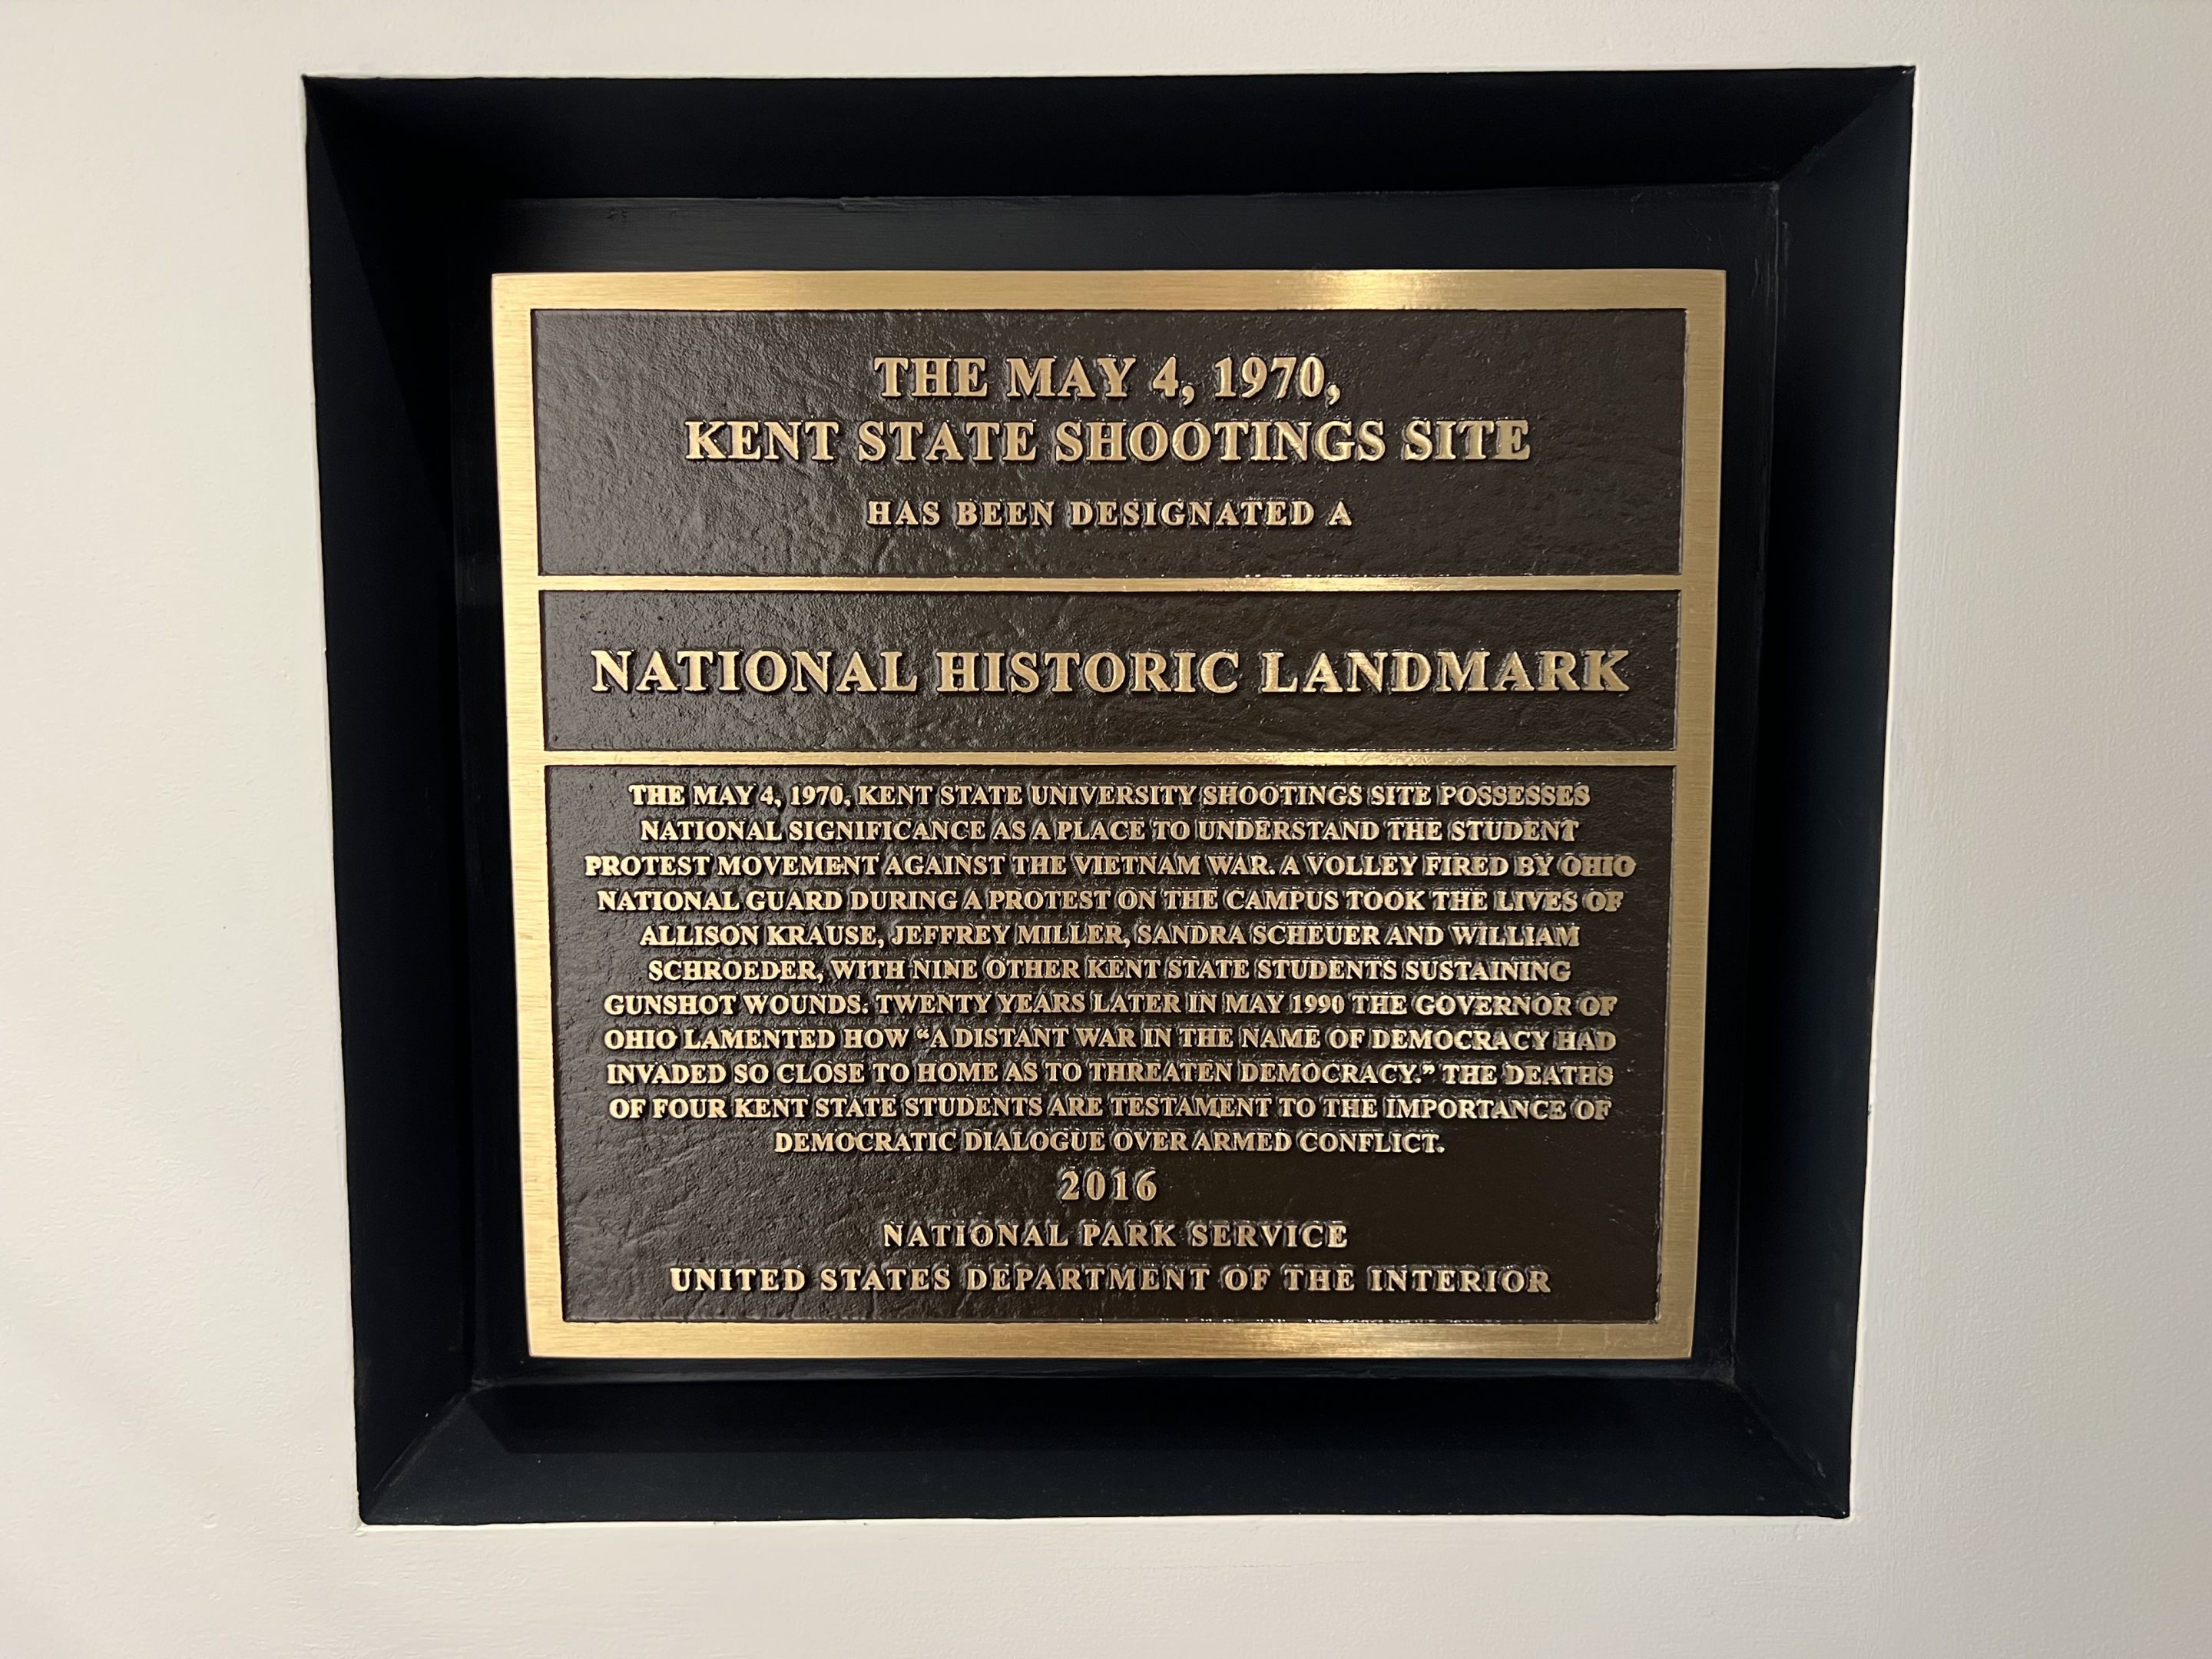 THE MAY 4, 1970,
KENT STATE SHOOTINGS SITE
HAS BEEN DESIGNATED A
NATIONAL HISTORIC LANDMARK
THE MAY 4, 1970, KENT STATE UNIVERSITY SHOOTINGS SITE POSSESSES
NATIONAL SIGNIFICANCE AS A PLACE TO UNDERSTAND THE STUDENT
PROTEST MOVEMENT AGAINST THE VIETNAM WAR. A VOLLEY FIRED BY OHIO
NATIONAL GUARD DURING A PROTEST ON THE CAMPUS TOOK THE LIVES OF
ALLISON KRAUSE, JEFFREY MILLER, SANDRA SCHEUER AND WILLIAM
SCHROEDER, WITH NINE OTHER KENT STATE STUDENTS SUSTAINING
GUNSHOT WOUNDS. TWENTY YEARS LATER IN MAY 1990 THE GOVERNOR OF
OHIO LAMENTED HOW “A DISTANT WAR IN THE NAME OF DEMOCRACY HAD
INVADED SO CLOSE TO HOME AS TO THREATEN DEMOCRACY.” THE DEATHS
OF FOUR KENT STATE STUDENTS ARE TESTAMENT TO THE IMPORTANCE OF
DEMOCRATIC DIALOGUE OVER ARMED CONFLICT.
2016
NATIONAL PARK SERVICE
UNITED STATES DEPARTMENT OF THE INTERIOR